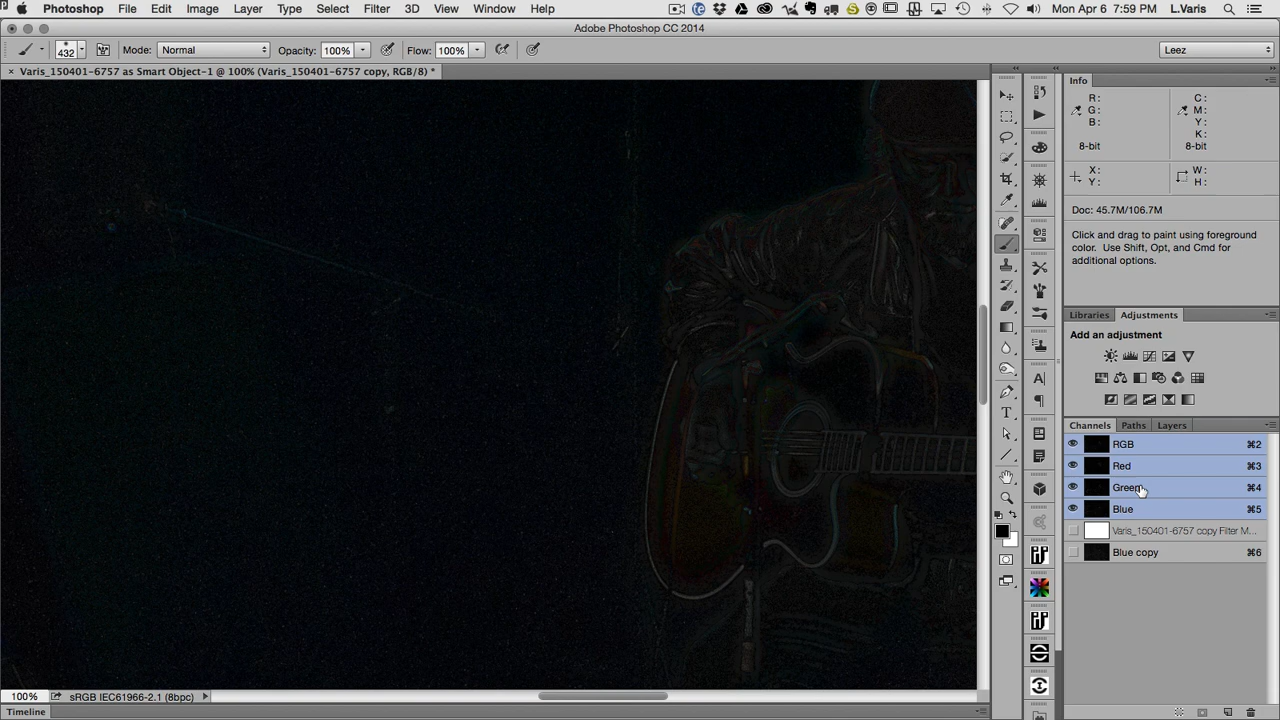 Photoshop File Edit Image Layer Type Select Filter 3D View Window Help Mon Apr 6 7:59 PM L.Varis
Adobe Photoshop CC 2014
432 Mode: Normal Opacity: 100% Flow: 100% Leez
× Varis_150401-6757 as Smart Object-1 @ 100% (Varis_150401-6757 copy, RGB/8) *
Info
R: C:
G: M:
B: Y:
K:
8-bit 8-bit
X: W:
Y: H:
Doc: 45.7M/106.7M
Click and drag to paint using foreground
color. Use Shift, Opt, and Cmd for
additional options.
Libraries Adjustments
Add an adjustment
Channels Paths Layers
RGB ⌘2
Red ⌘3
Green ⌘4
Blue ⌘5
Varis_150401-6757 copy Filter M...
Blue copy ⌘6
100% sRGB IEC61966-2.1 (8bpc)
Timeline